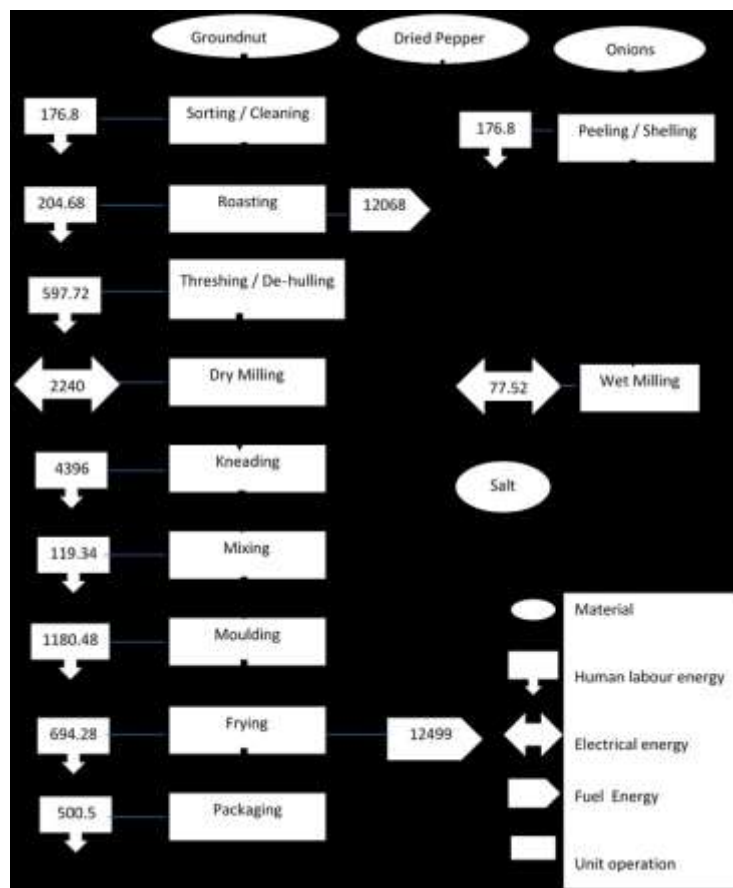 Groundnut
Dried Pepper
Onions
176.8
Sorting / Cleaning
176.8
Peeling / Shelling
204.68
Roasting
12068
597.72
Threshing / De-hulling
2240
Dry Milling
77.52
Wet Milling
4396
Kneading
Salt
119.34
Mixing
Material
1180.48
Moulding
Human labour energy
694.28
Frying
12499
Electrical energy
Fuel Energy
500.5
Packaging
Unit operation